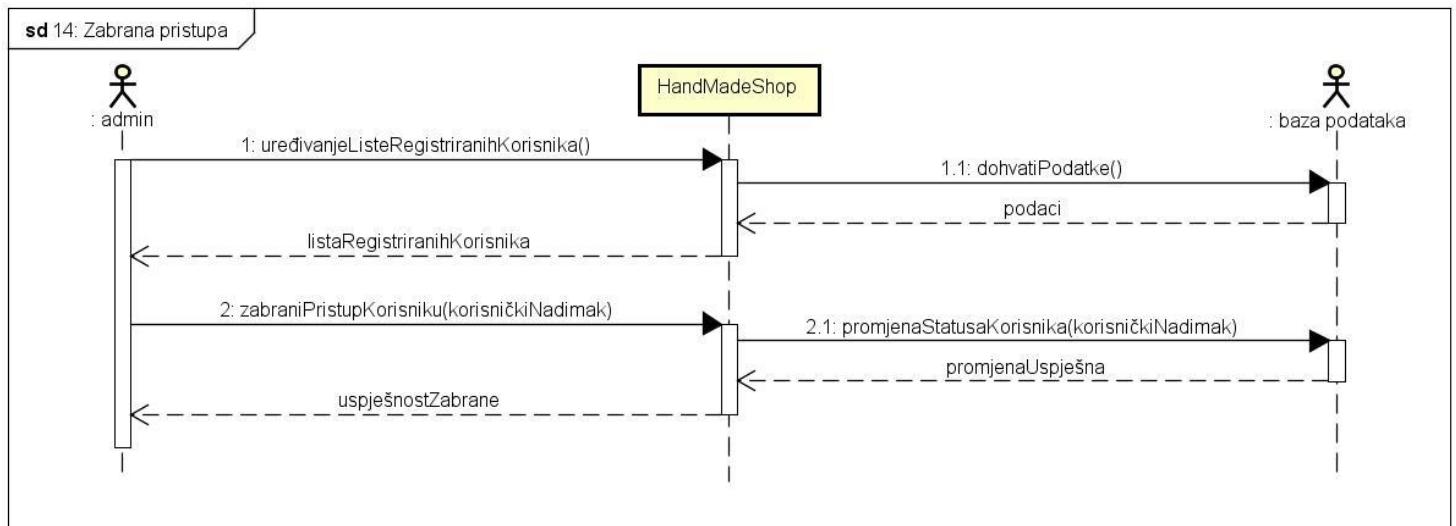 sd 14: Zabrana pristupa
: admin
HandMadeShop
: baza podataka
1: uređivanjeListeRegistriranihKorisnika()
1.1: dohvatiPodatke()
podaci
listaRegistriranihKorisnika
2: zabraniPristupKorisniku(korisničkiNadimak)
2.1: promjenaStatusaKorisnika(korisničkiNadimak)
promjenaUspješna
uspješnostZabrane